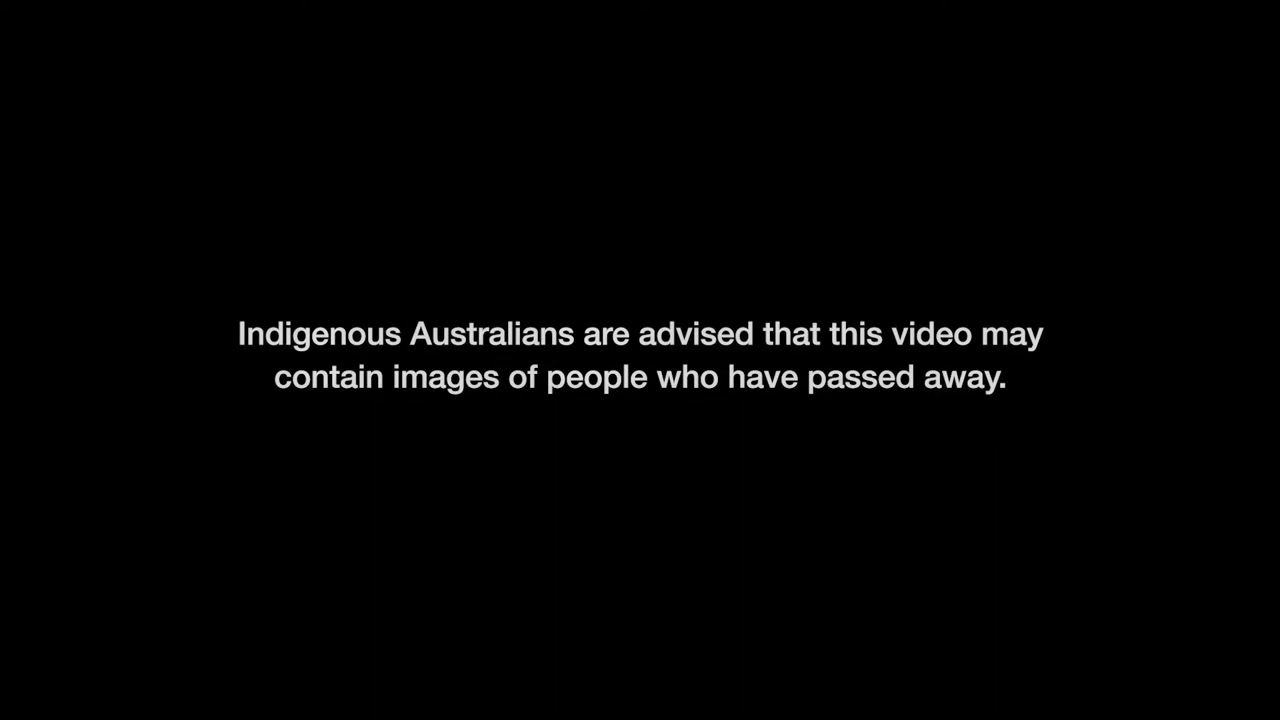 Indigenous Australians are advised that this video may
contain images of people who have passed away.